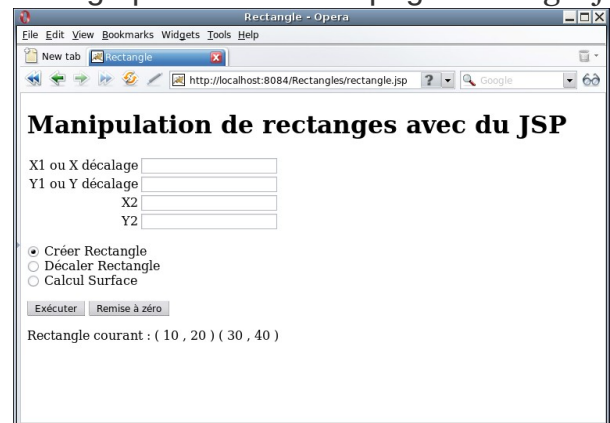 Rectangle - Opera
File Edit View Bookmarks Widgets Tools Help
New tab Rectangle
http://localhost:8084/Rectangles/rectangle.jsp ? Google
Manipulation de rectanges avec du JSP
X1 ou X décalage
Y1 ou Y décalage
X2
Y2
Créer Rectangle
Décaler Rectangle
Calcul Surface
Exécuter Remise à zéro
Rectangle courant : ( 10 , 20 ) ( 30 , 40 )